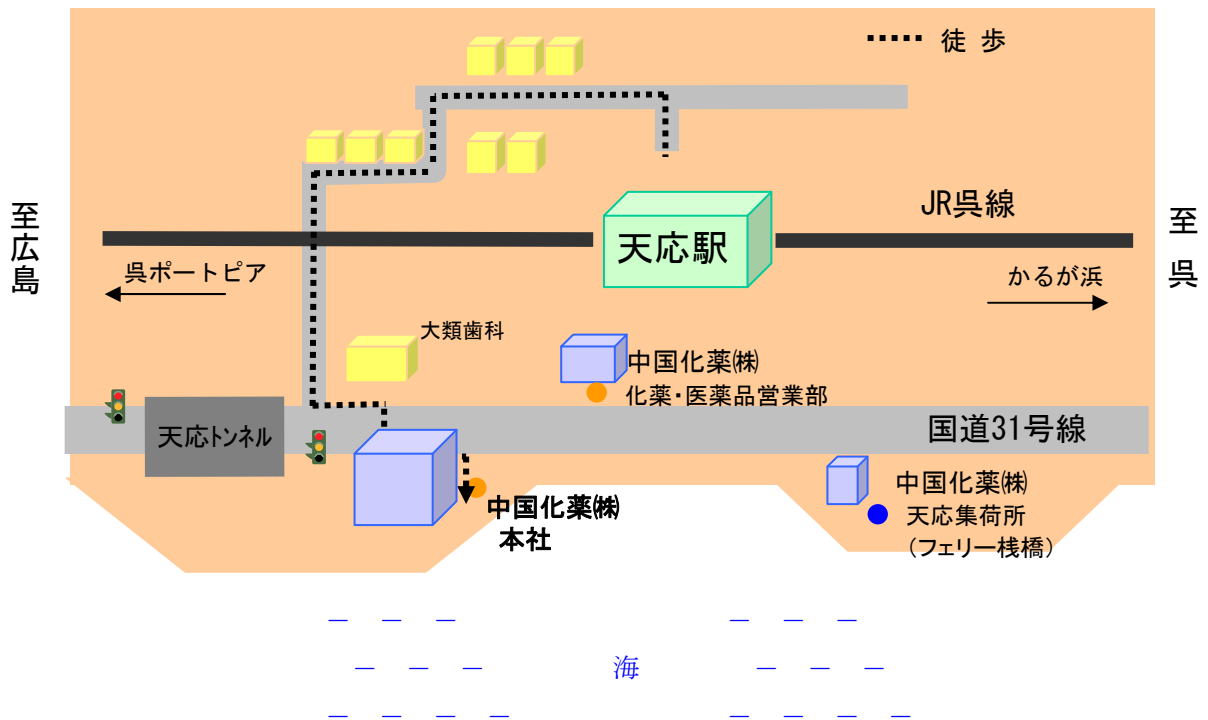 徒 歩
JR呉線
至広島
至 呉
天応駅
呉ポートピア
かるが浜
大類歯科
中国化薬㈱
化薬・医薬品営業部
天応トンネル
国道31号線
中国化薬㈱
本社
中国化薬㈱
天応集荷所
（フェリー桟橋）
海